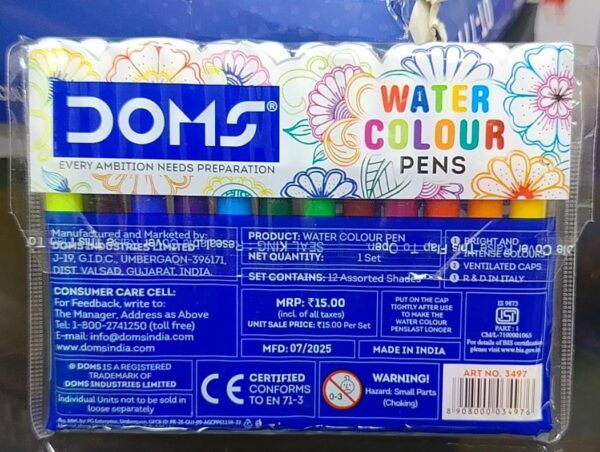 DOMS®
EVERY AMBITION NEEDS PREPARATION
WATER
COLOUR
PENS
Manufactured and Marketed by:
DOMS INDUSTRIES LIMITED
J-19, G.I.D.C., UMBERGAON-396171,
DIST. VALSAD, GUJARAT, INDIA.
PRODUCT: WATER COLOUR PEN
NET QUANTITY: 1 Set
SET CONTAINS: 12 Assorted Shades
1 BRIGHT AND
INTENSE COLOURS
2 VENTILATED CAPS
3 R & D IN ITALY
CONSUMER CARE CELL:
For Feedback, write to:
The Manager, Address as Above
Tel: 1-800-2741250 (toll free)
E-mail: info@domsindia.com
www.domsindia.com
MRP: ₹15.00
(incl. of all taxes)
UNIT SALE PRICE: ₹15.00 Per Set
PUT ON THE CAP
TIGHTLY AFTER USE
TO MAKE THE
WATER COLOUR
PENSLAST LONGER
IS 9873
ISI
PART : 1
CM/L-7100001065
For details of BIS certification
please visit www.bis.gov.in
MFD: 07/2025
MADE IN INDIA
® DOMS IS A REGISTERED
TRADEMARK OF
DOMS INDUSTRIES LIMITED
Individual Units not to be sold in
loose separately
CE
CERTIFIED
CONFORMS
TO EN 71-3
0-3
WARNING!
Hazard: Small Parts
(Choking)
ART NO. 3497
8 908000 034976